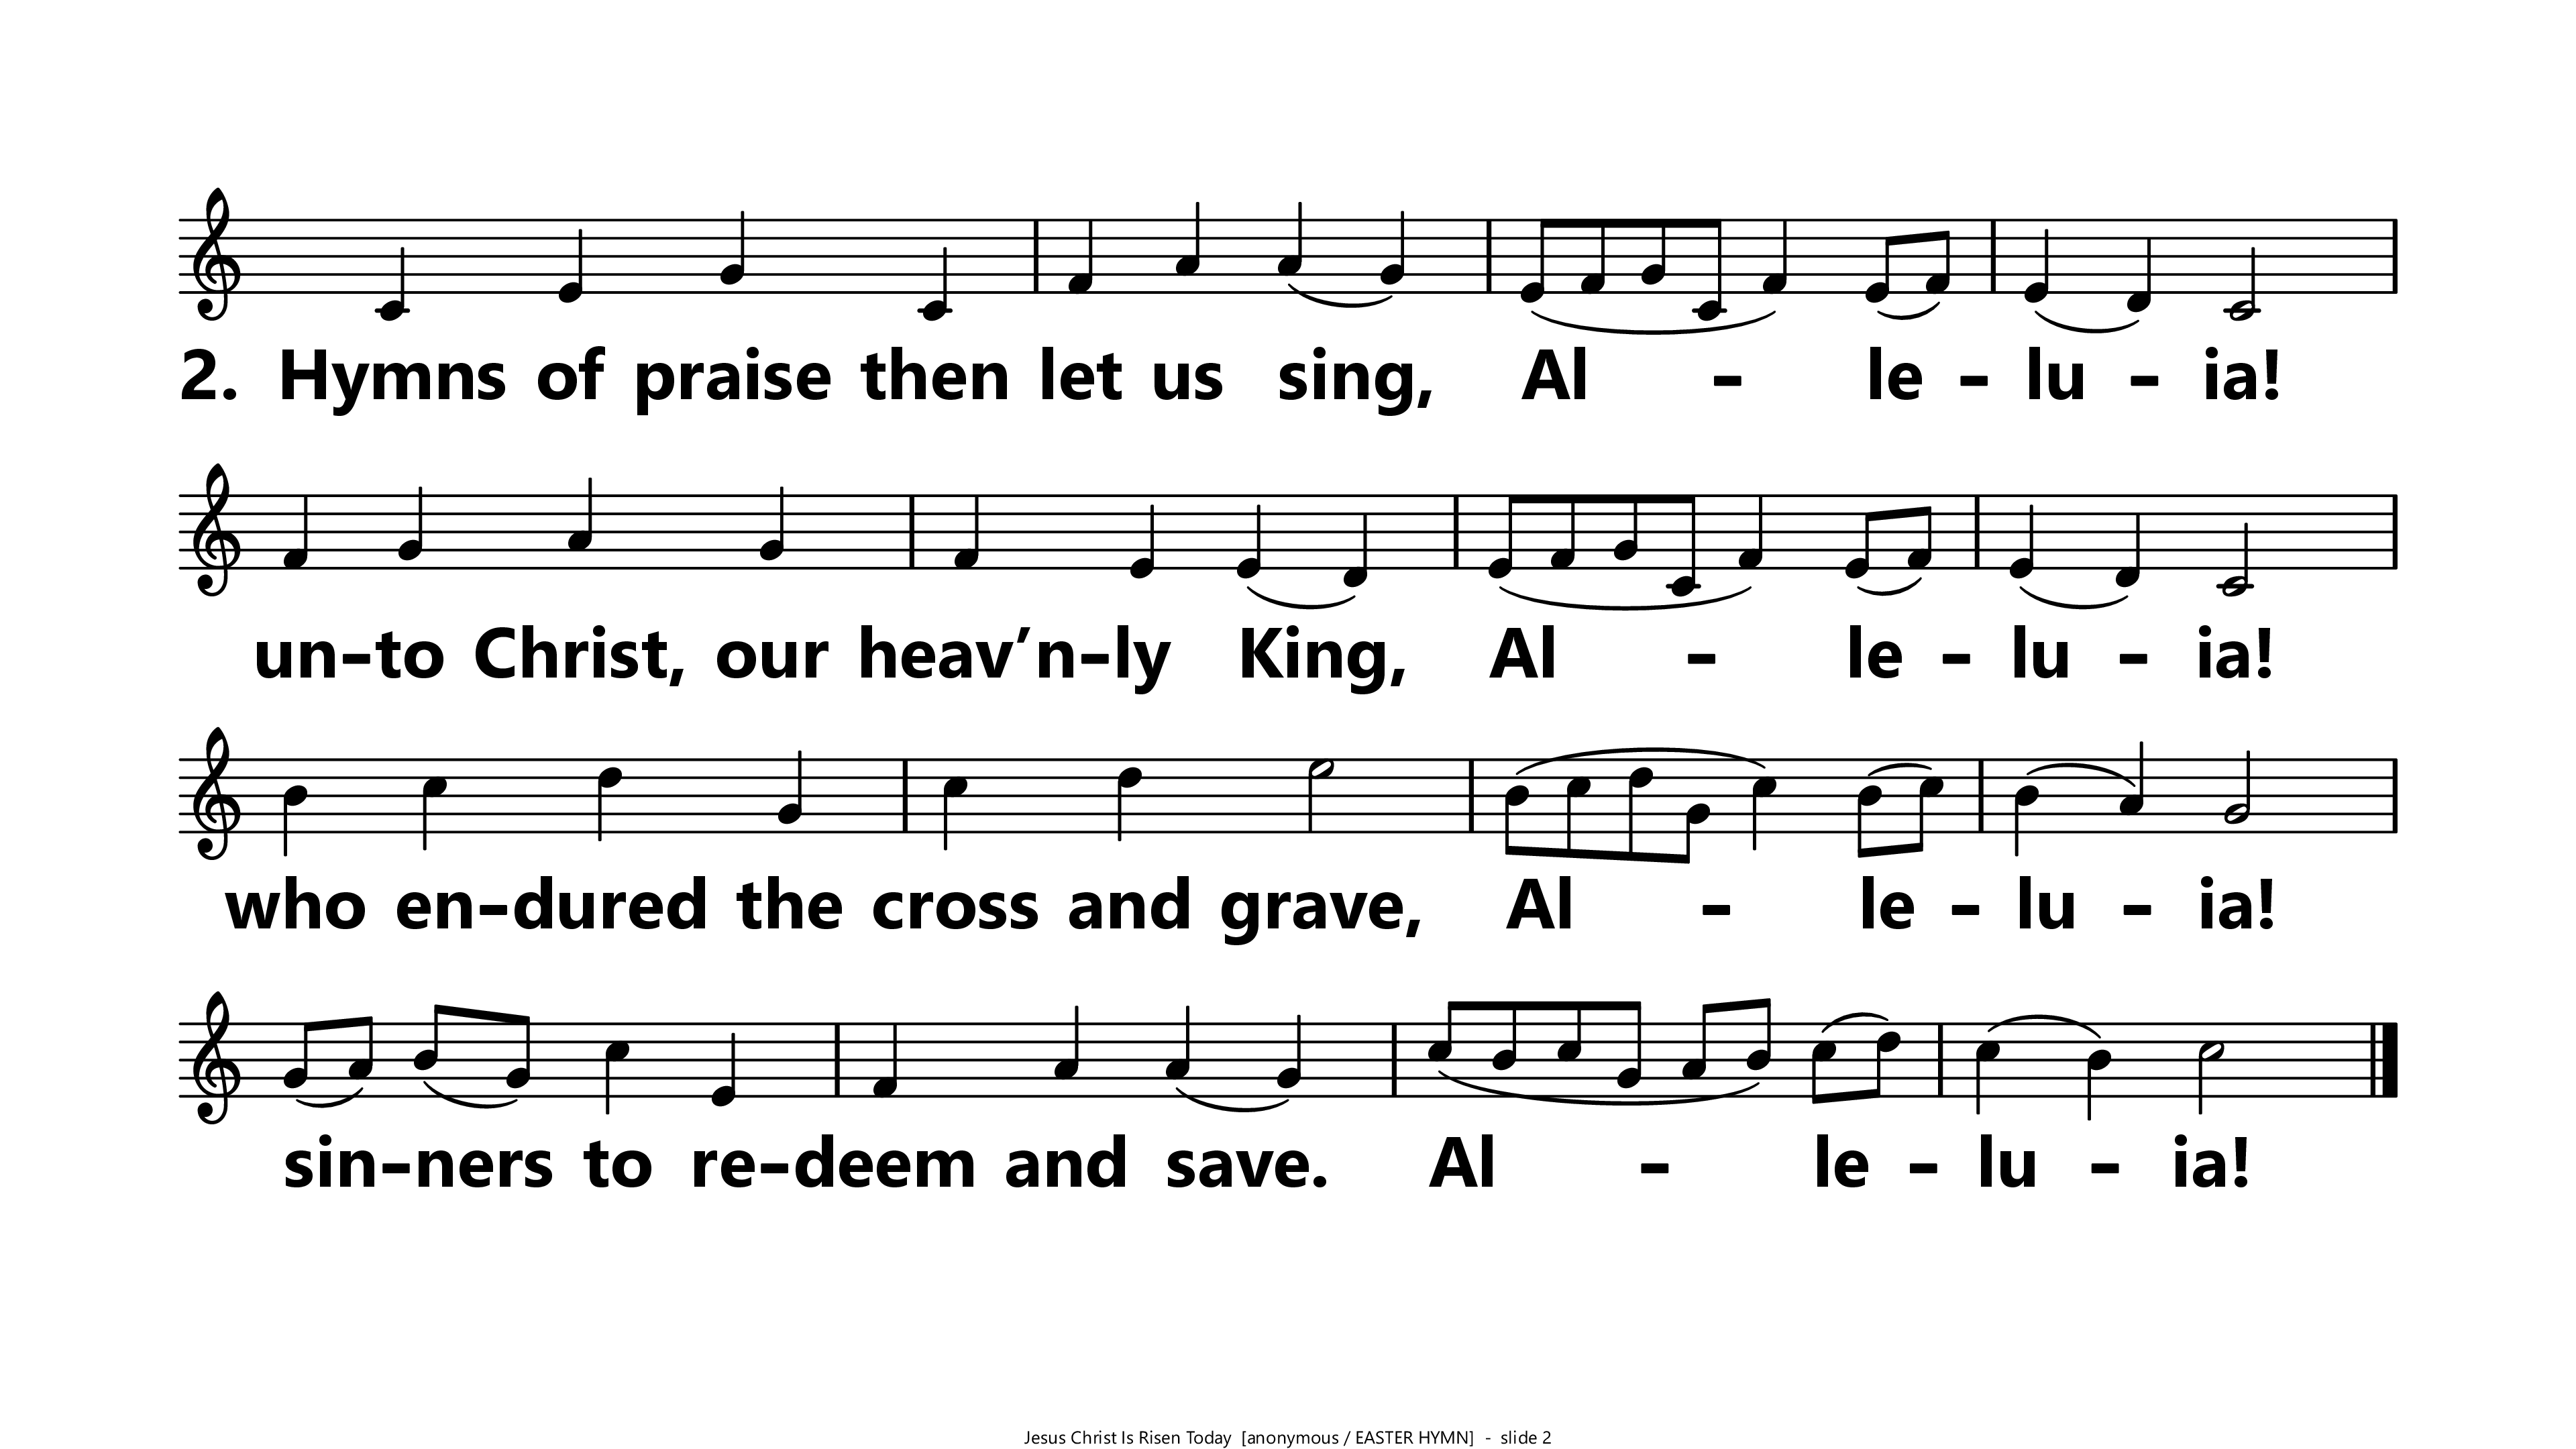 2. Hymns of praise then let us sing, Al - le - lu - ia!
un-to Christ, our heav’n-ly King, Al - le - lu - ia!
who en-dured the cross and grave, Al - le - lu - ia!
sin-ners to re-deem and save. Al - le - lu - ia!
Jesus Christ Is Risen Today [anonymous / EASTER HYMN] - slide 2